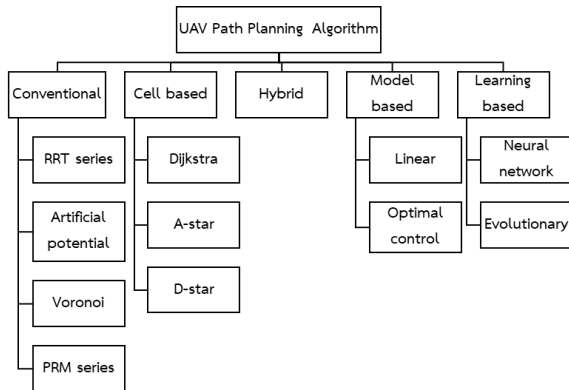 UAV Path Planning Algorithm
Conventional
Cell based
Hybrid
Model
based
Learning
based
RRT series
Artificial
potential
Voronoi
PRM series
Dijkstra
A-star
D-star
Linear
Optimal
control
Neural
network
Evolutionary